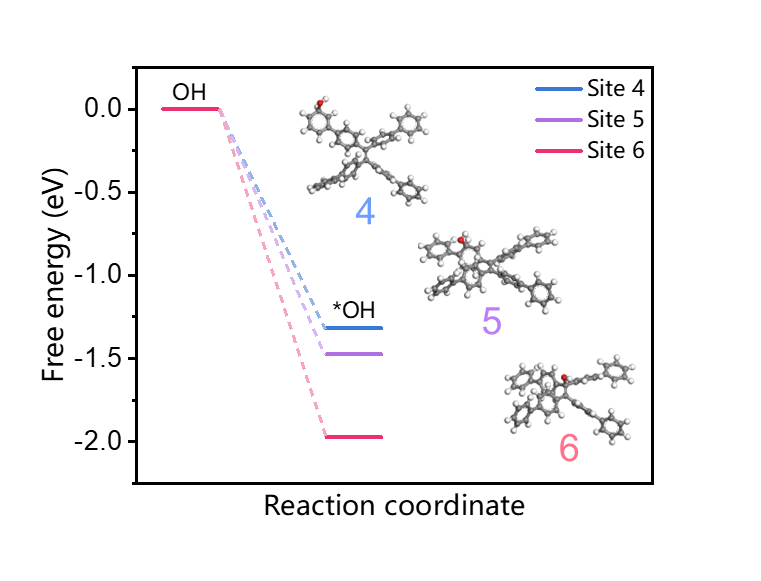 OH
Site 4
Site 5
Site 6
0.0
-0.5
-1.0
-1.5
-2.0
Free energy (eV)
4
*OH
5
6
Reaction coordinate